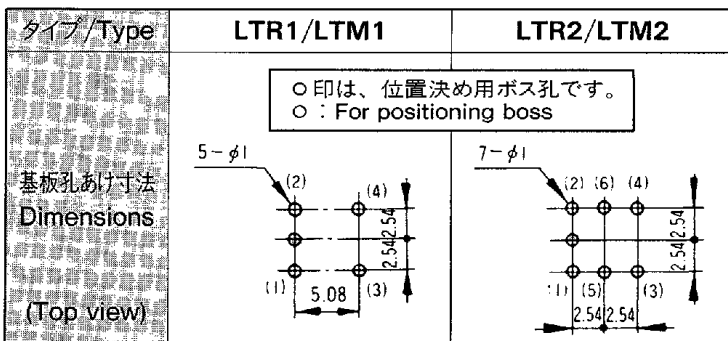 タイプ/Type
LTR1/LTM1
LTR2/LTM2
○印は、位置決め用ボス孔です。
○ : For positioning boss
基板孔あけ寸法
Dimensions
(Top view)
5-φ1
(2)
(4)
2.54
2.54
(1)
(3)
5.08
7-φ1
(2) (6) (4)
2.54
2.54
(1) (5) (3)
2.54 2.54